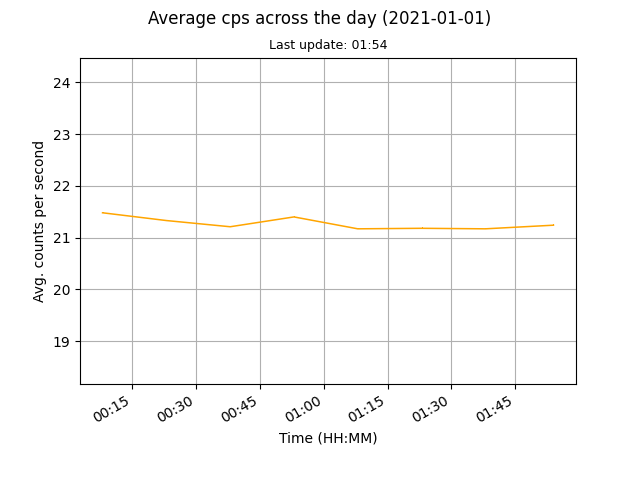 Average cps across the day (2021-01-01)
Last update: 01:54
24
23
22
21
20
19
Avg. counts per second
00:15 00:30 00:45 01:00 01:15 01:30 01:45
Time (HH:MM)